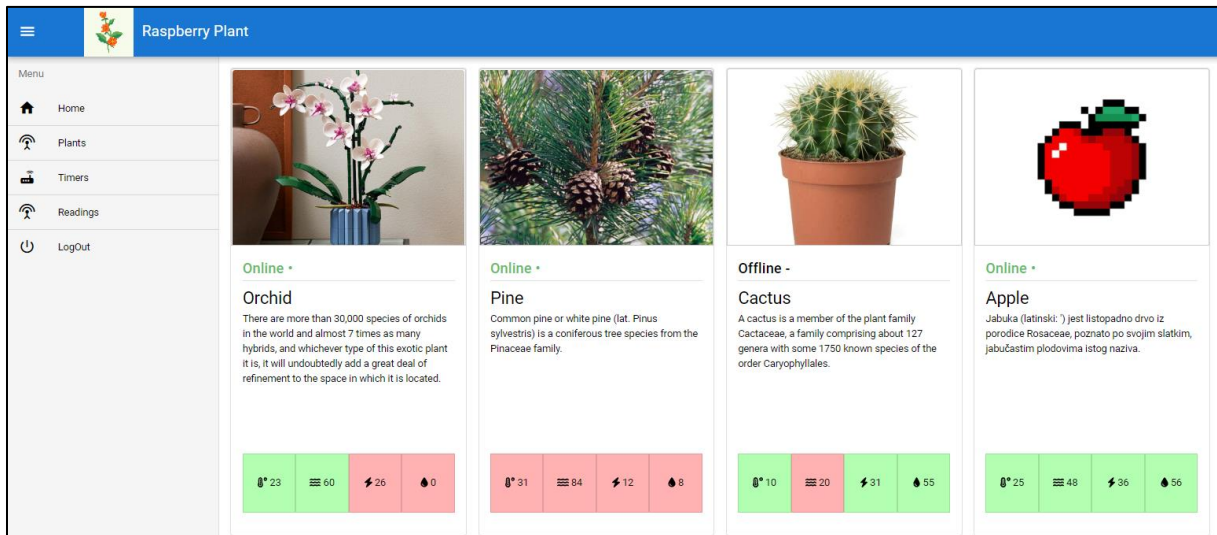 Raspberry Plant
Menu
Home
Plants
Timers
Readings
LogOut
Online •
Orchid
There are more than 30,000 species of orchids
in the world and almost 7 times as many
hybrids, and whichever type of this exotic plant
it is, it will undoubtedly add a great deal of
refinement to the space in which it is located.
23 60 26 0
Online •
Pine
Common pine or white pine (lat. Pinus
sylvestris) is a coniferous tree species from the
Pinaceae family.
31 84 12 8
Offline -
Cactus
A cactus is a member of the plant family
Cactaceae, a family comprising about 127
genera with some 1750 known species of the
order Caryophyllales.
10 20 31 55
Online •
Apple
Jabuka (latinski: ') jest listopadno drvo iz
porodice Rosaceae, poznato po svojim slatkim,
jabučastim plodovima istog naziva.
25 48 36 56